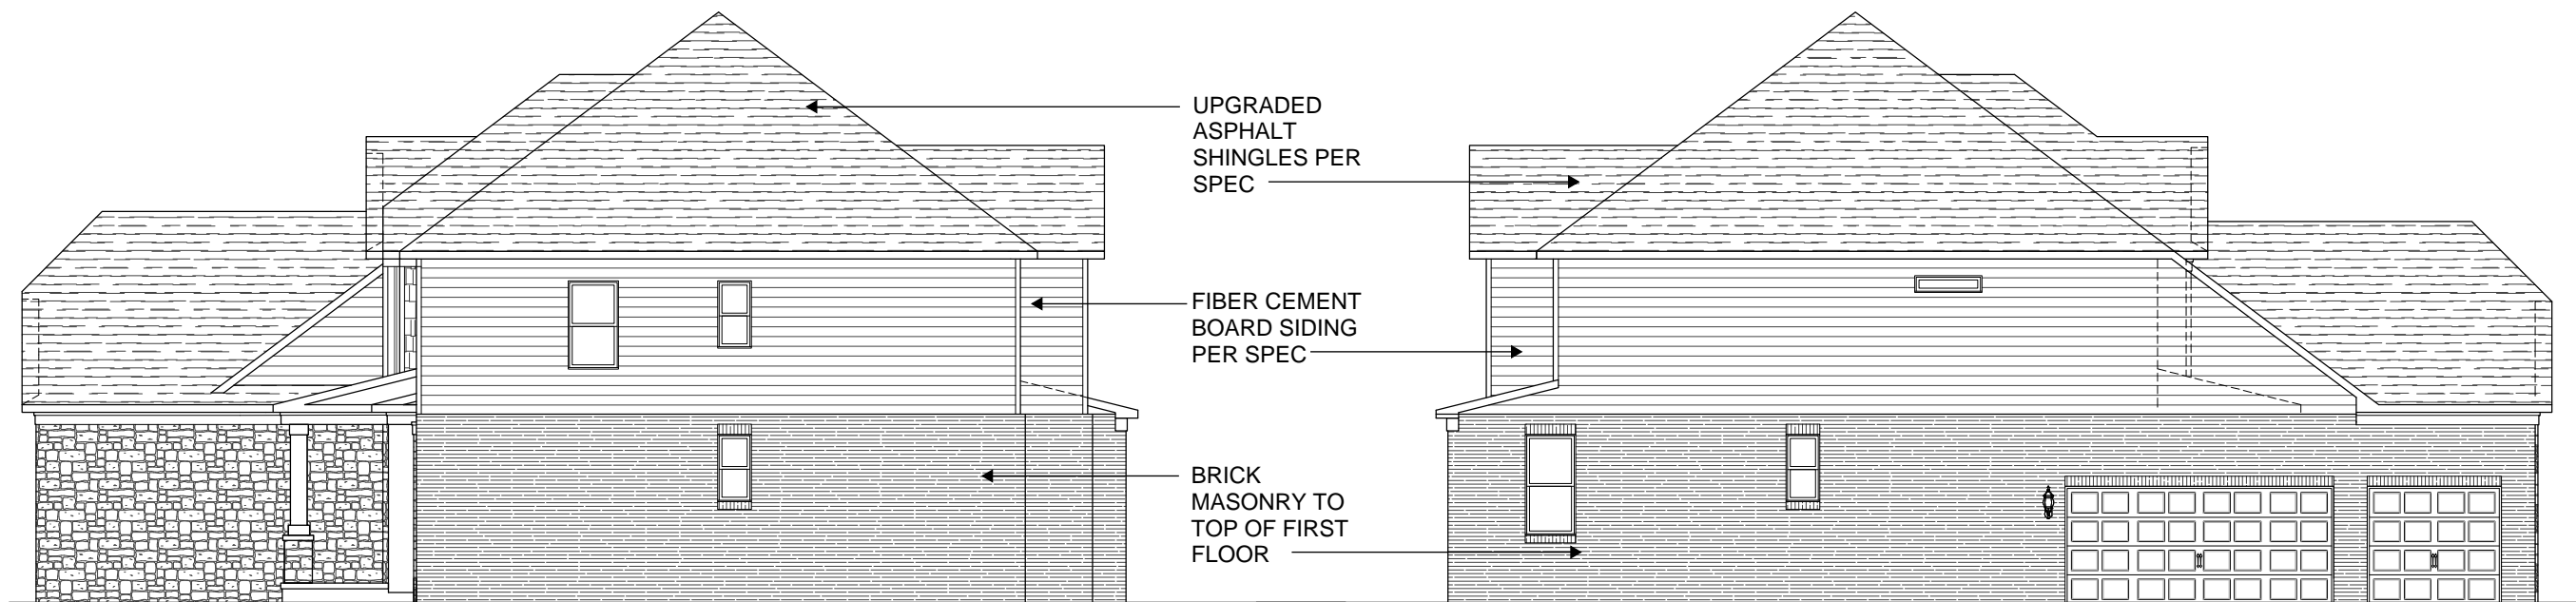 UPGRADED
ASPHALT
SHINGLES PER
SPEC
FIBER CEMENT
BOARD SIDING
PER SPEC
BRICK
MASONRY TO
TOP OF FIRST
FLOOR